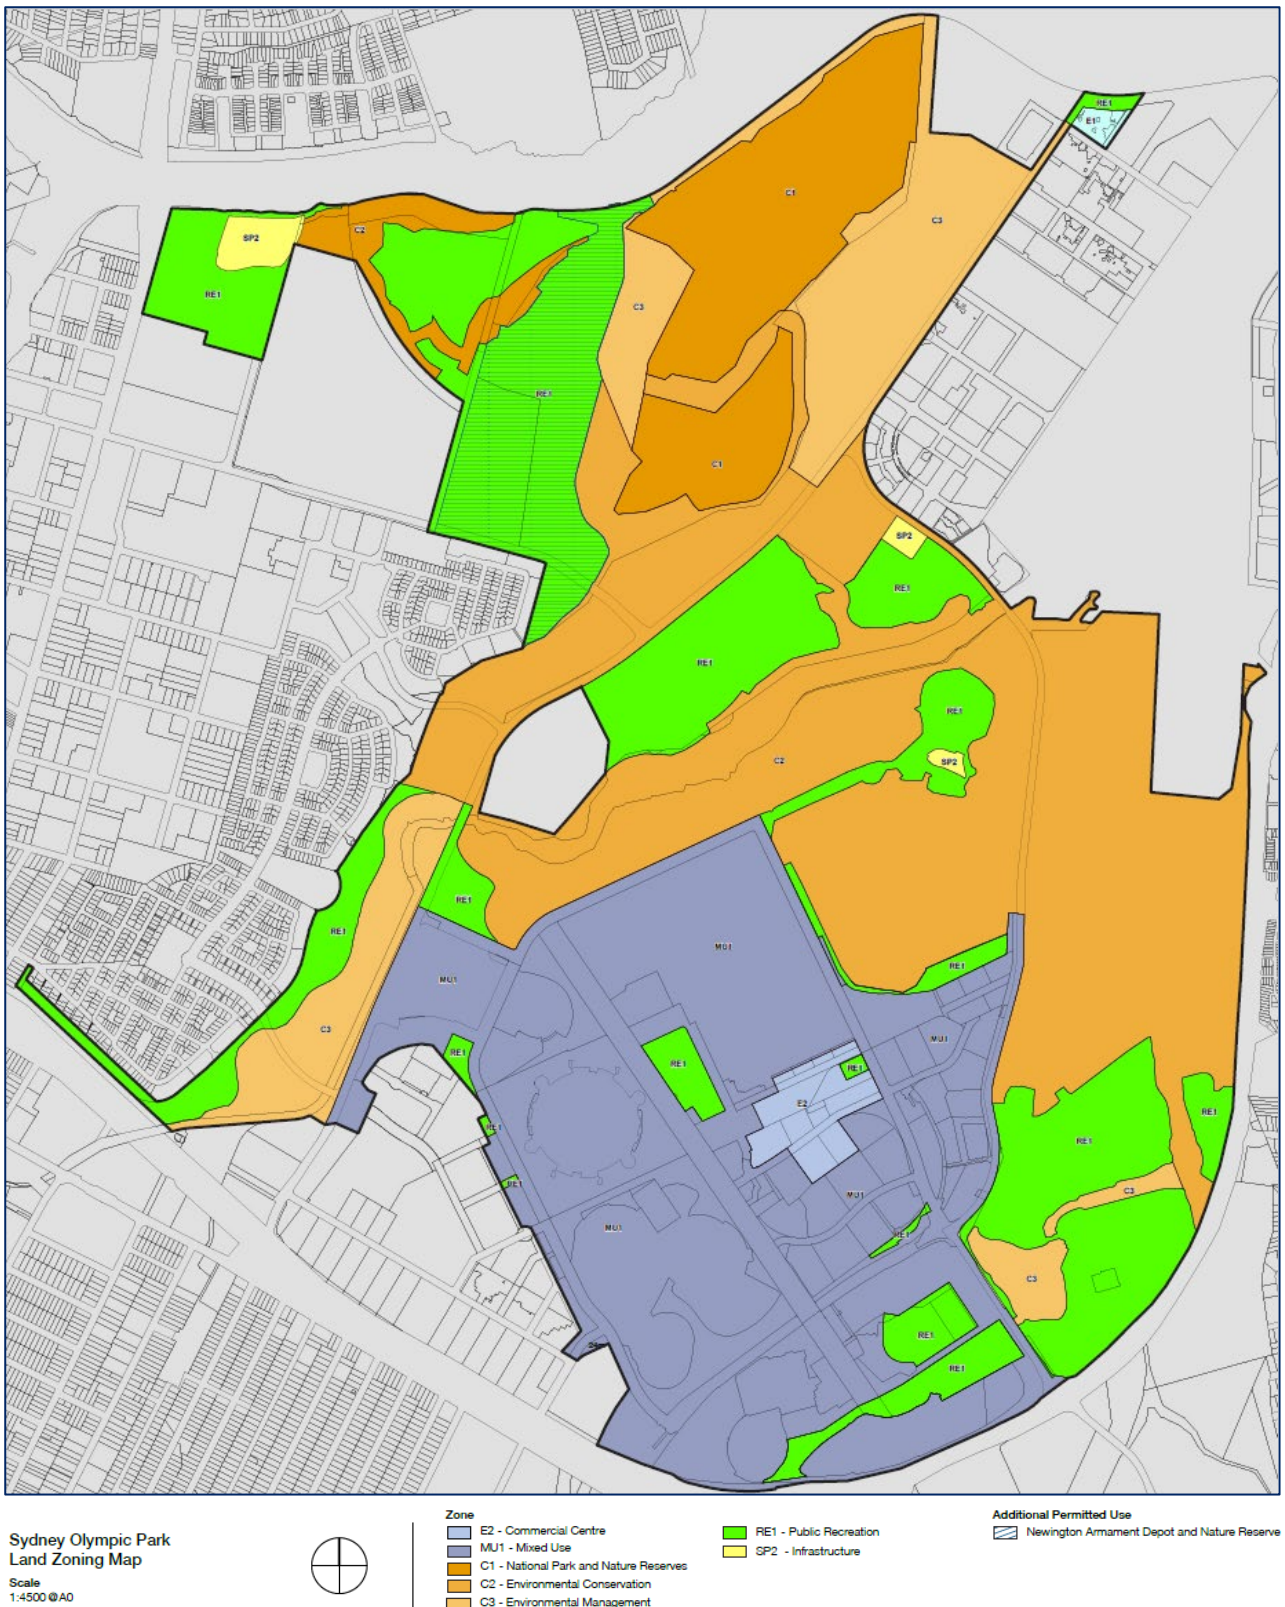 RE1
E1
C1
C3
C2
SP2
RE1
C3
RE1
C1
SP2
RE1
RE1
RE1
C2
SP2
RE1
RE1
MU1
RE1
MU1
C3
MU1
RE1
RE1
RE1
E2
RE1
RE1
RE1
RE1
C3
MU1
MU1
RE1
C3
RE1
RE1
Sydney Olympic Park
Land Zoning Map
Scale
1:4500 @A0
Zone
E2 - Commercial Centre
MU1 - Mixed Use
C1 - National Park and Nature Reserves
C2 - Environmental Conservation
C3 - Environmental Management
RE1 - Public Recreation
SP2 - Infrastructure
Additional Permitted Use
Newington Armament Depot and Nature Reserve